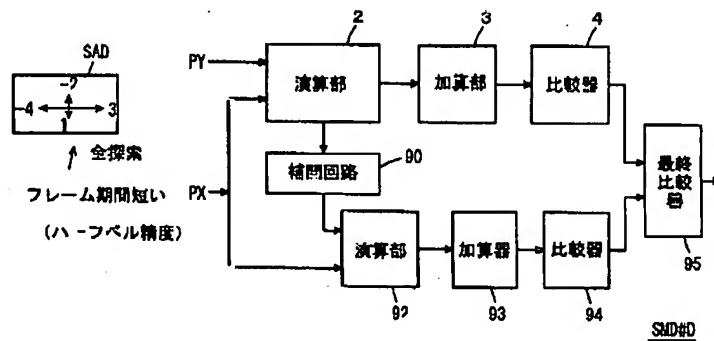 SAD
-2
-4
3
1
全探索
フレーム期間短い
(ハーフペル精度)
PY
PX
2
演算部
3
加算部
4
比較器
補間回路
90
演算部
92
加算器
93
比較器
94
最終
比較
器
95
SMD#D